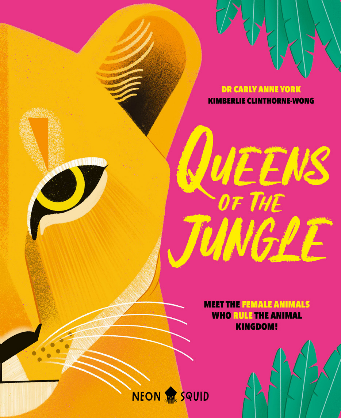 DR CARLY ANNE YORK
KIMBERLIE CLINTHORNE-WONG
QUEENS
OF THE
JUNGLE
MEET THE FEMALE ANIMALS
WHO RULE THE ANIMAL
KINGDOM!
NEON SQUID